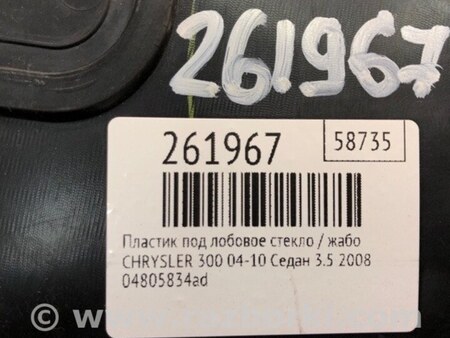 261967
261967
58735
Пластик под лобовое стекло / жабо
CHRYSLER 300 04-10 Седан 3.5 2008
04805834ad